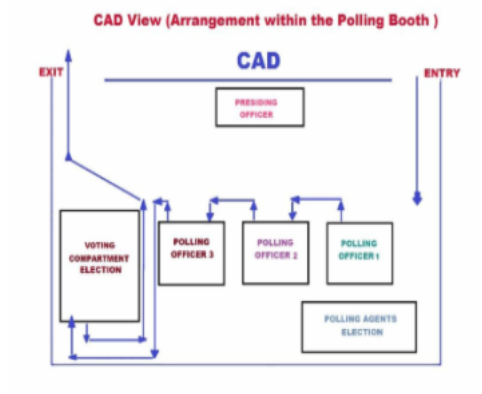 CAD View (Arrangement within the Polling Booth )
CAD
EXIT
ENTRY
PRESIDING
OFFICER
VOTING
COMPARTMENT
ELECTION
POLLING
OFFICER 3
POLLING
OFFICER 2
POLLING
OFFICER 1
POLLING AGENTS
ELECTION